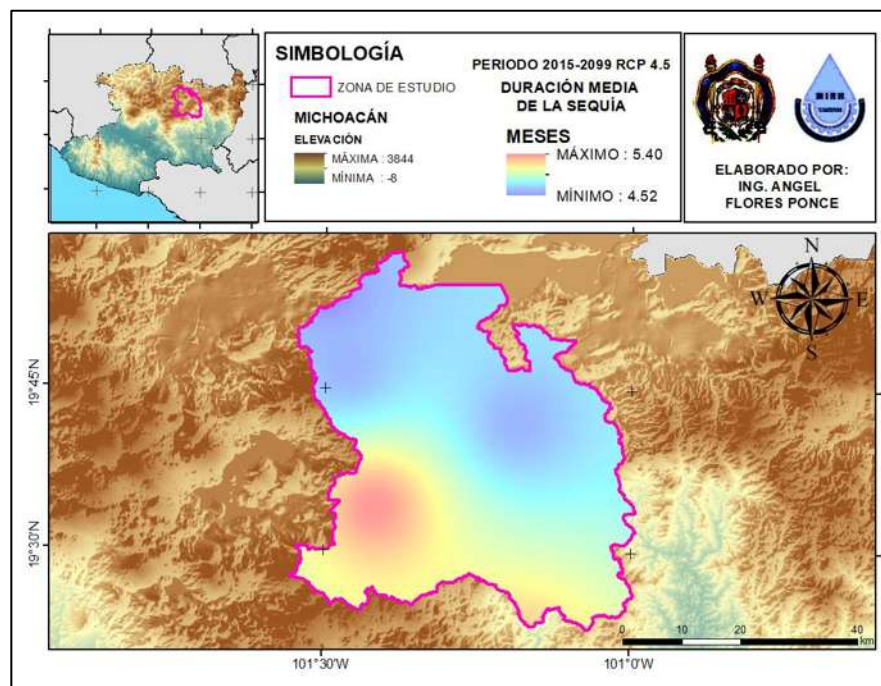 SIMBOLOGÍA
ZONA DE ESTUDIO
MICHOACÁN
ELEVACIÓN
MÁXIMA : 3844
MÍNIMA : -8
PERIODO 2015-2099 RCP 4.5
DURACIÓN MEDIA
DE LA SEQUÍA
MESES
MÁXIMO : 5.40
MÍNIMO : 4.52
ELABORADO POR:
ING. ANGEL
FLORES PONCE
N
W
E
S
19°45'N
19°30'N
0
10
20
40
km
101°30'W
101°0'W